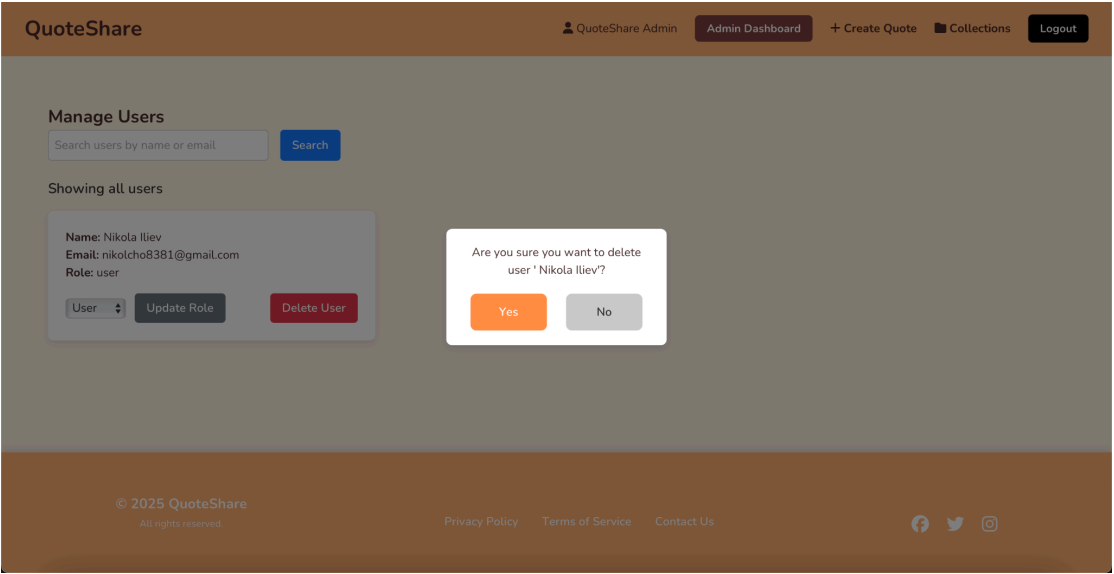 QuoteShare
QuoteShare Admin
Admin Dashboard
+ Create Quote
Collections
Logout
Manage Users
Search users by name or email
Search
Showing all users
Name: Nikola Iliev
Email: nikolcho8381@gmail.com
Role: user
User
Update Role
Delete User
Are you sure you want to delete
user ' Nikola Iliev'?
Yes
No
© 2025 QuoteShare
All rights reserved.
Privacy Policy
Terms of Service
Contact Us